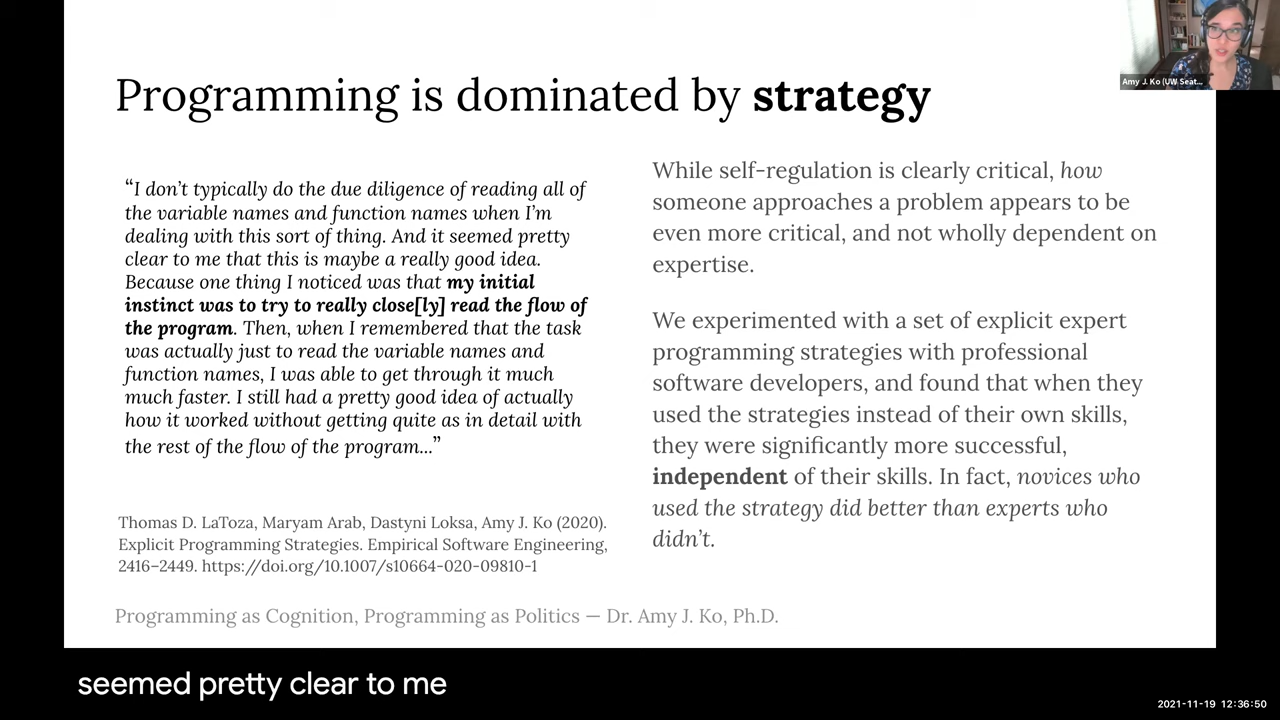 Programming is dominated by strategy
“I don’t typically do the due diligence of reading all of
the variable names and function names when I’m
dealing with this sort of thing. And it seemed pretty
clear to me that this is maybe a really good idea.
Because one thing I noticed was that my initial
instinct was to try to really close[ly] read the flow of
the program. Then, when I remembered that the task
was actually just to read the variable names and
function names, I was able to get through it much
much faster. I still had a pretty good idea of actually
how it worked without getting quite as in detail with
the rest of the flow of the program...”
Thomas D. LaToza, Maryam Arab, Dastyni Loksa, Amy J. Ko (2020).
Explicit Programming Strategies. Empirical Software Engineering,
2416–2449. https://doi.org/10.1007/s10664-020-09810-1
While self-regulation is clearly critical, how
someone approaches a problem appears to be
even more critical, and not wholly dependent on
expertise.
We experimented with a set of explicit expert
programming strategies with professional
software developers, and found that when they
used the strategies instead of their own skills,
they were significantly more successful,
independent of their skills. In fact, novices who
used the strategy did better than experts who
didn’t.
Programming as Cognition, Programming as Politics — Dr. Amy J. Ko, Ph.D.
Amy J. Ko (UW Seat...
seemed pretty clear to me
2021-11-19 12:36:50